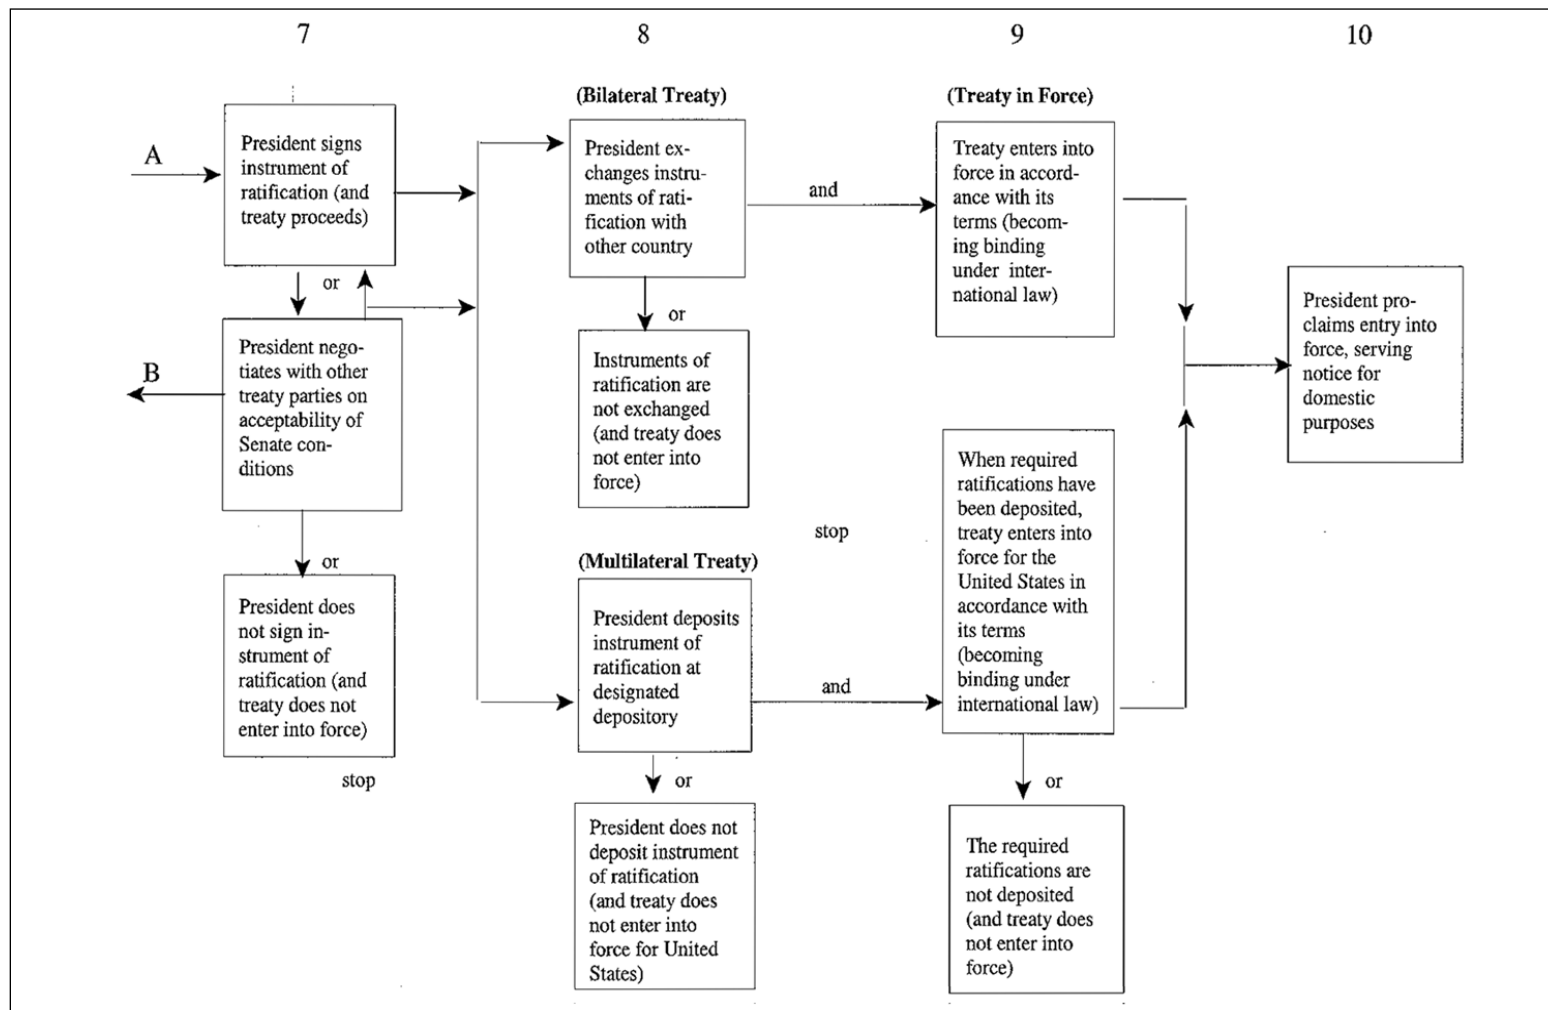 7
8
9
10
A
President signs
instrument of
ratification (and
treaty proceeds)
or
B
President nego-
tiates with other
treaty parties on
acceptability of
Senate con-
ditions
or
President does
not sign in-
strument of
ratification (and
treaty does not
enter into force)
stop
(Bilateral Treaty)
President ex-
changes instru-
ments of rati-
fication with
other country
and
or
Instruments of
ratification are
not exchanged
(and treaty does
not enter into
force)
stop
(Multilateral Treaty)
President deposits
instrument of
ratification at
designated
depository
and
or
President does not
deposit instrument
of ratification
(and treaty does
not enter into
force for United
States)
(Treaty in Force)
Treaty enters into
force in accord-
ance with its
terms (becom-
ing binding
under inter-
national law)
When required
ratifications have
been deposited,
treaty enters into
force for the
United States in
accordance with
its terms
(becoming
binding under
international law)
or
The required
ratifications are
not deposited
(and treaty does
not enter into
force)
President pro-
claims entry into
force, serving
notice for
domestic
purposes